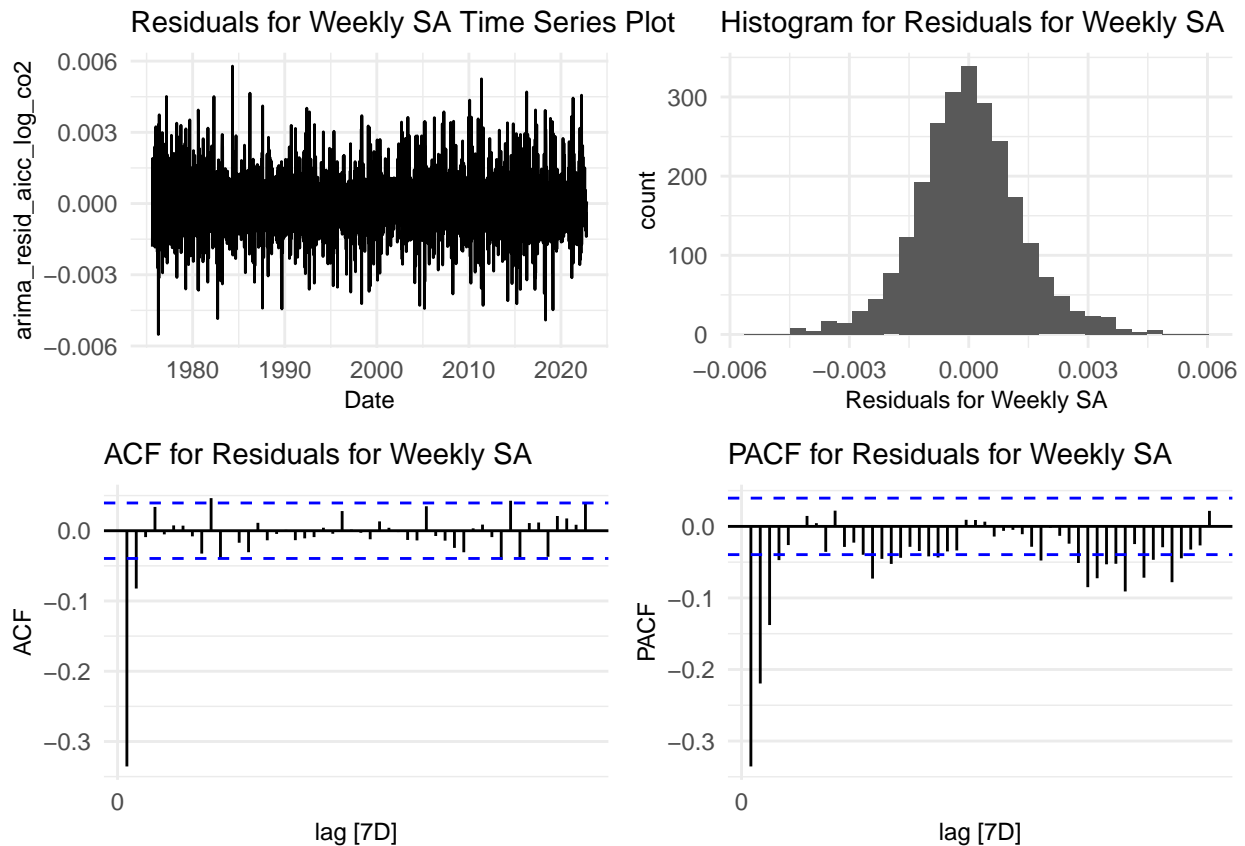 Residuals for Weekly SA Time Series Plot
arima_resid_aicc_log_co2
0.006
0.003
0.000
−0.003
−0.006
1980 1990 2000 2010 2020
Date
Histogram for Residuals for Weekly SA
count
300
200
100
0
−0.006 −0.003 0.000 0.003 0.006
Residuals for Weekly SA
ACF for Residuals for Weekly SA
ACF
0.0
−0.1
−0.2
−0.3
0
lag [7D]
PACF for Residuals for Weekly SA
PACF
0.0
−0.1
−0.2
−0.3
0
lag [7D]